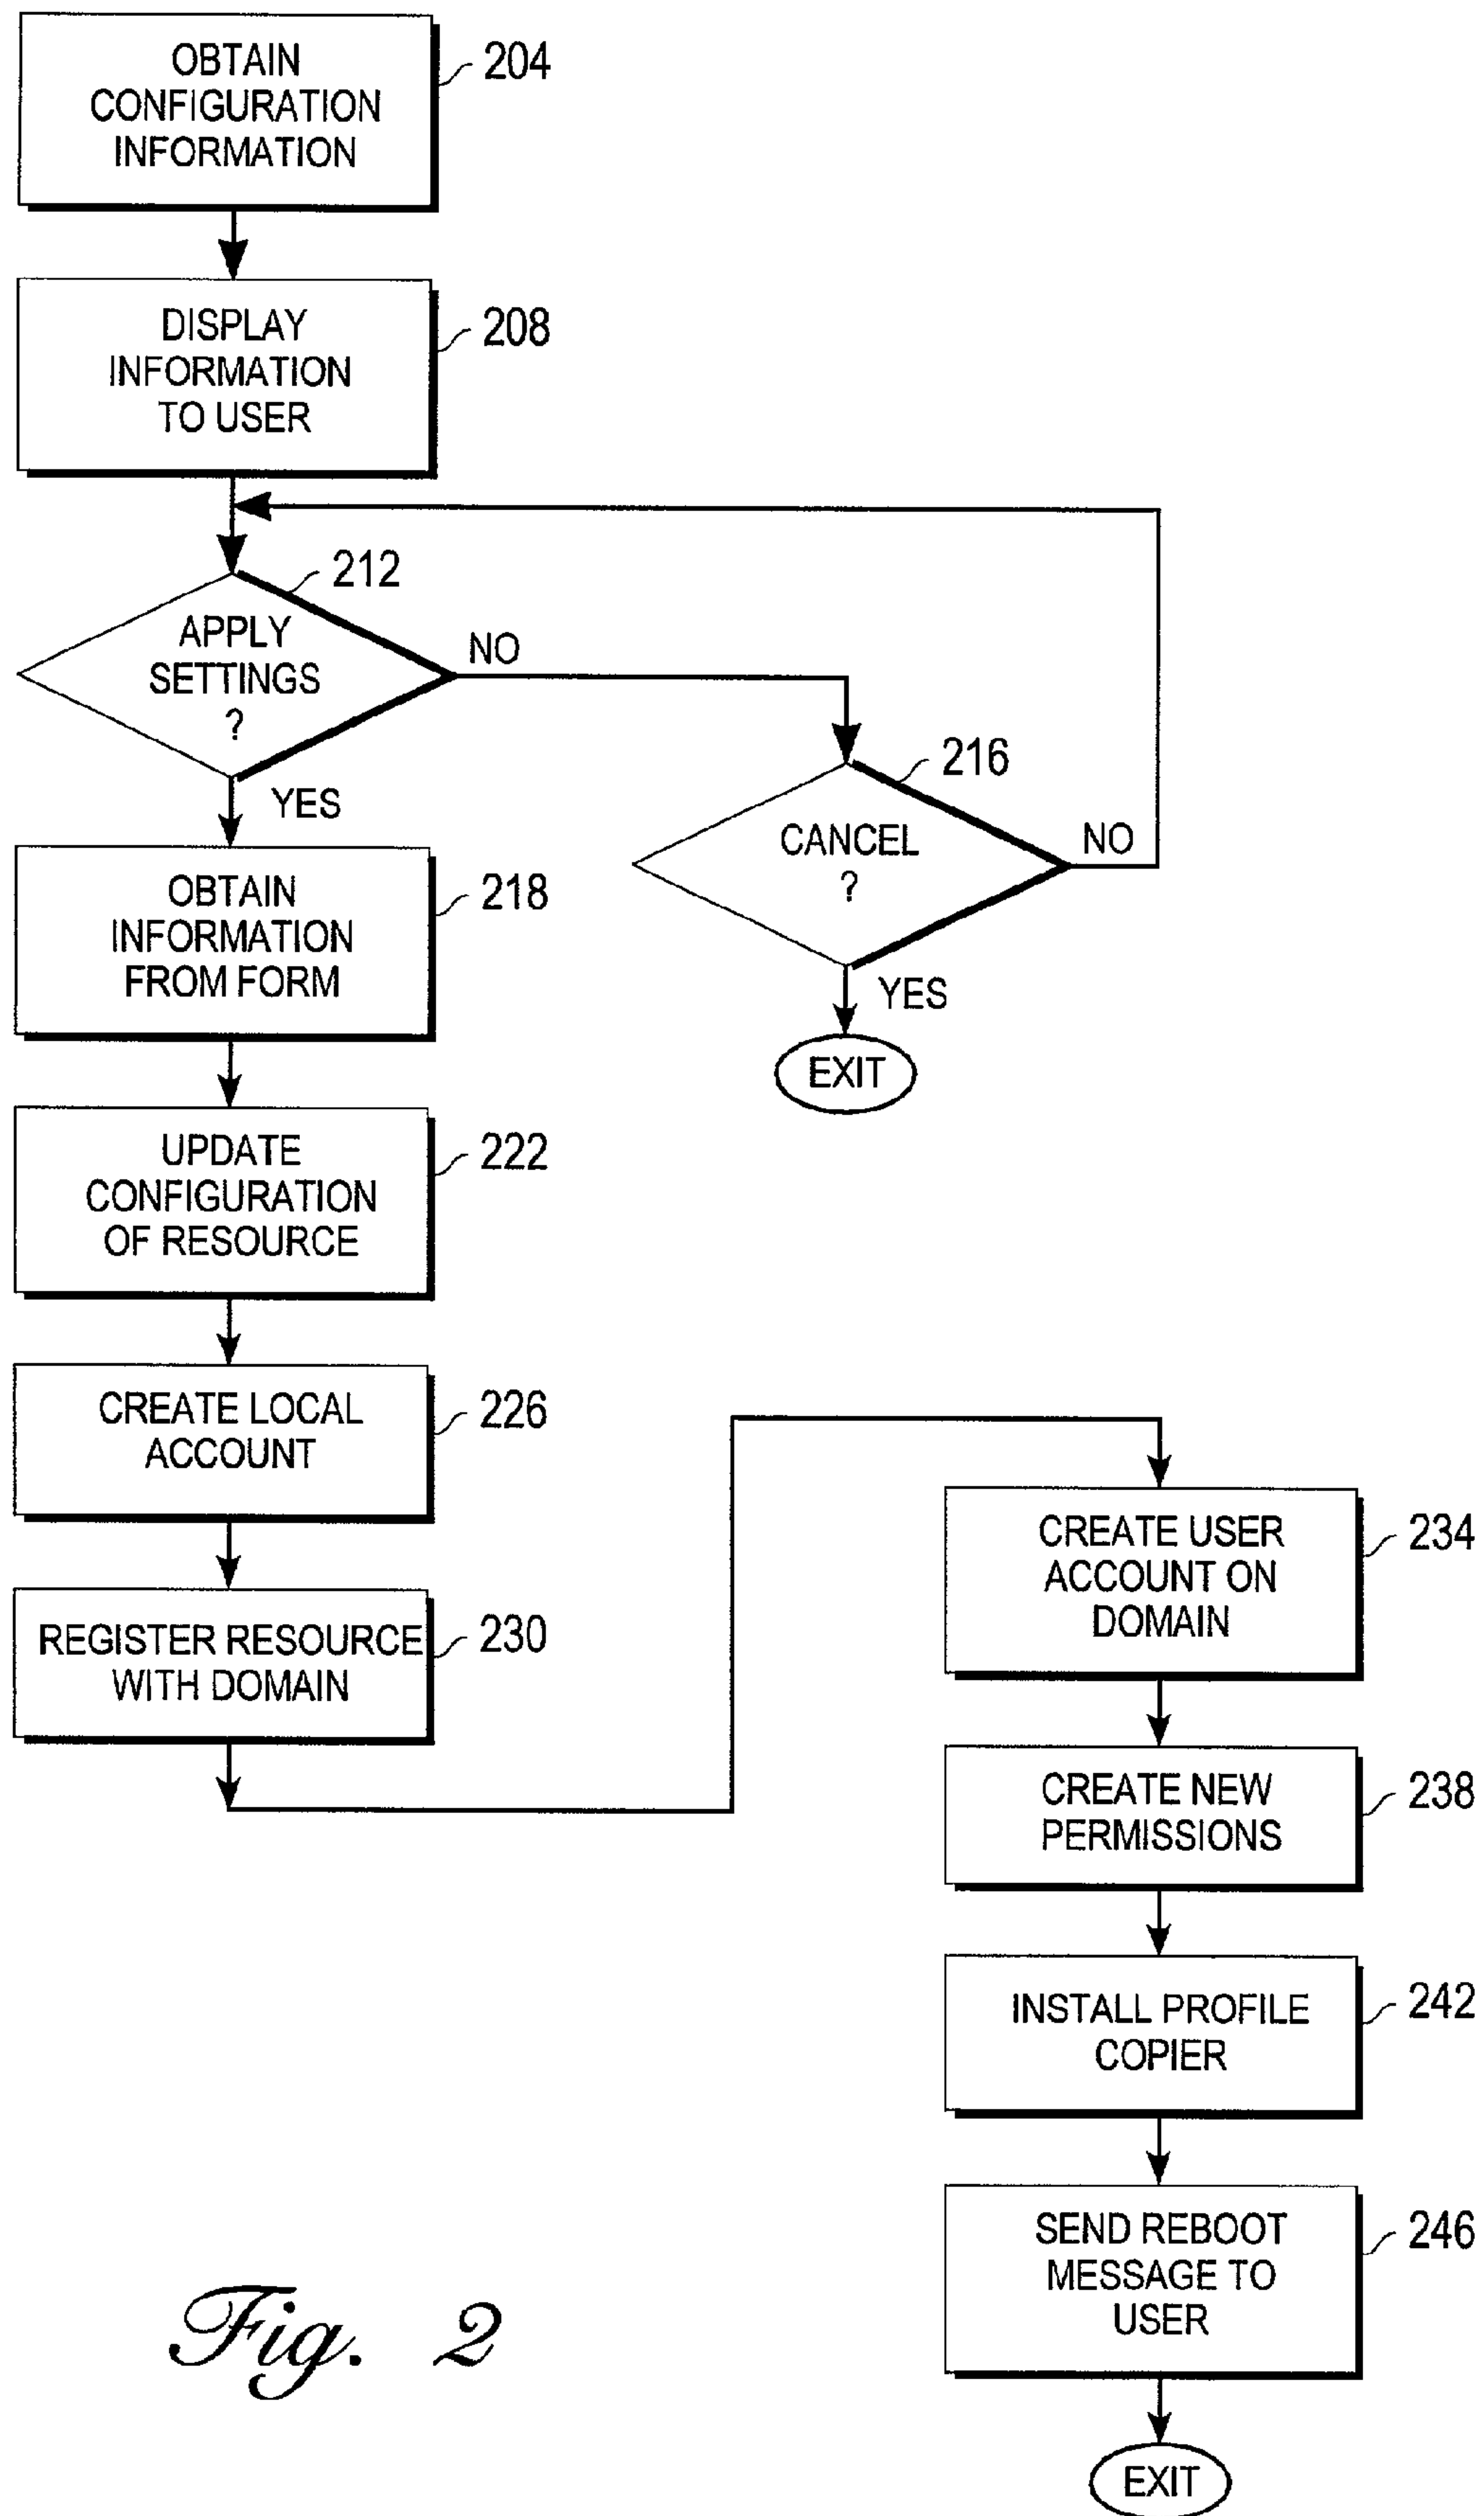 OBTAIN
CONFIGURATION
INFORMATION
204
DISPLAY
INFORMATION
TO USER
208
212
APPLY
SETTINGS
?
NO
YES
216
CANCEL
?
NO
YES
EXIT
OBTAIN
INFORMATION
FROM FORM
218
UPDATE
CONFIGURATION
OF RESOURCE
222
CREATE LOCAL
ACCOUNT
226
REGISTER RESOURCE
WITH DOMAIN
230
CREATE USER
ACCOUNT ON
DOMAIN
234
CREATE NEW
PERMISSIONS
238
INSTALL PROFILE
COPIER
242
SEND REBOOT
MESSAGE TO
USER
246
EXIT
Fig. 2